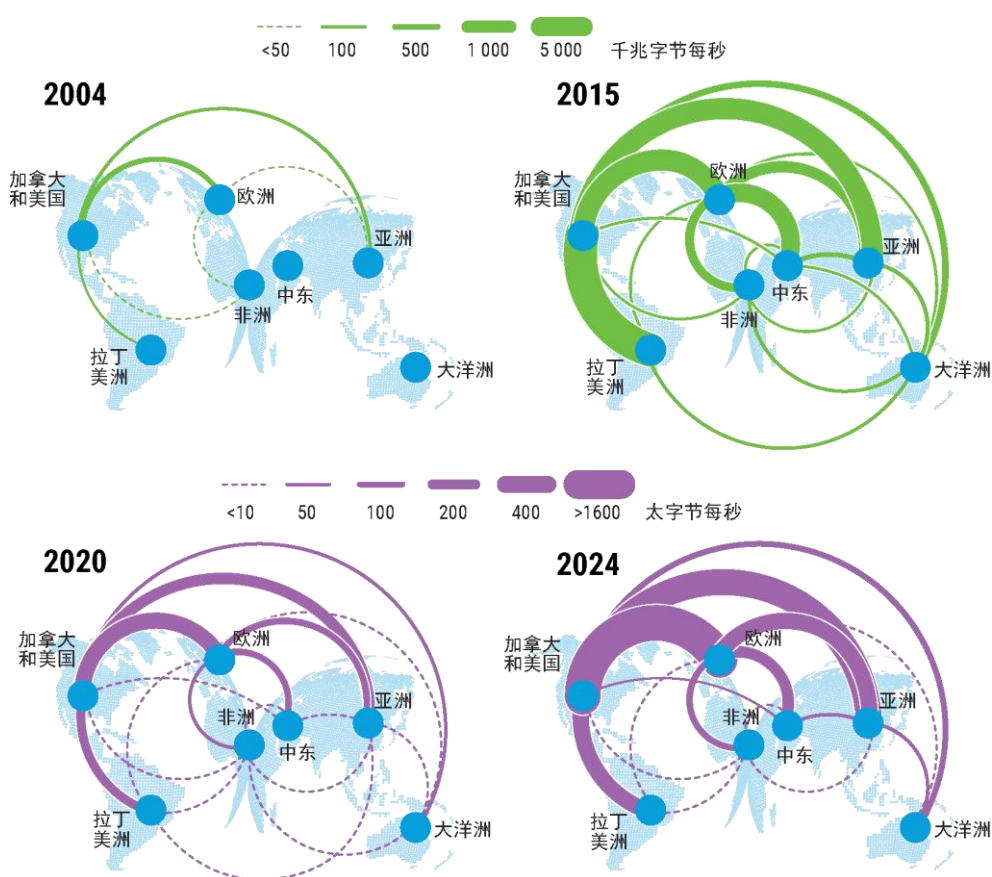 <50 100 500 1 000 5 000 千兆字节每秒
2004
加拿大
和美国
欧洲
亚洲
中东
非洲
拉丁
美洲
大洋洲
2015
加拿大
和美国
欧洲
亚洲
中东
非洲
拉丁
美洲
大洋洲
<10 50 100 200 400 >1600 太字节每秒
2020
加拿大
和美国
欧洲
亚洲
非洲
中东
拉丁
美洲
大洋洲
2024
加拿大
和美国
欧洲
亚洲
非洲
中东
拉丁
美洲
大洋洲